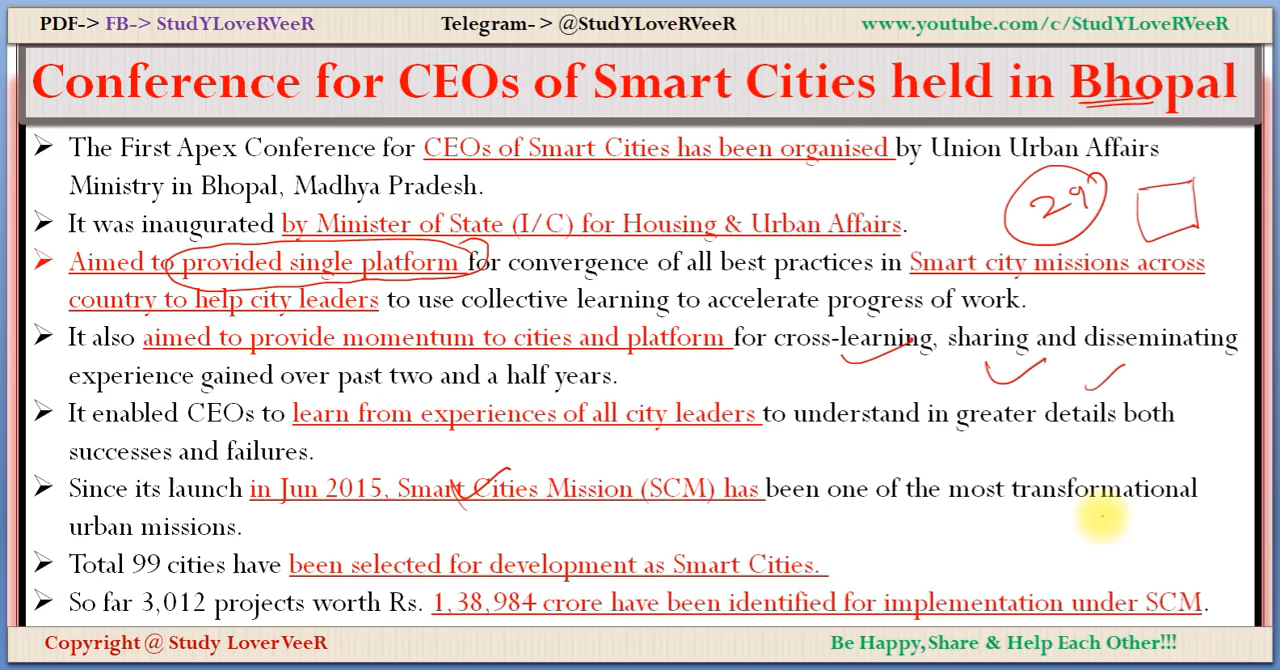 PDF-> FB-> StudYLoveRVeeR Telegram-> @StudYLoveRVeeR www.youtube.com/c/StudYLoveRVeeR
Conference for CEOs of Smart Cities held in Bhopal
➢ The First Apex Conference for CEOs of Smart Cities has been organised by Union Urban Affairs
Ministry in Bhopal, Madhya Pradesh.
➢ It was inaugurated by Minister of State (I/C) for Housing & Urban Affairs.
➢ Aimed to provided single platform for convergence of all best practices in Smart city missions across
country to help city leaders to use collective learning to accelerate progress of work.
➢ It also aimed to provide momentum to cities and platform for cross-learning, sharing and disseminating
experience gained over past two and a half years.
➢ It enabled CEOs to learn from experiences of all city leaders to understand in greater details both
successes and failures.
➢ Since its launch in Jun 2015, Smart Cities Mission (SCM) has been one of the most transformational
urban missions.
➢ Total 99 cities have been selected for development as Smart Cities.
➢ So far 3,012 projects worth Rs. 1,38,984 crore have been identified for implementation under SCM.
Copyright @ Study LoverVeeR Be Happy,Share & Help Each Other!!!